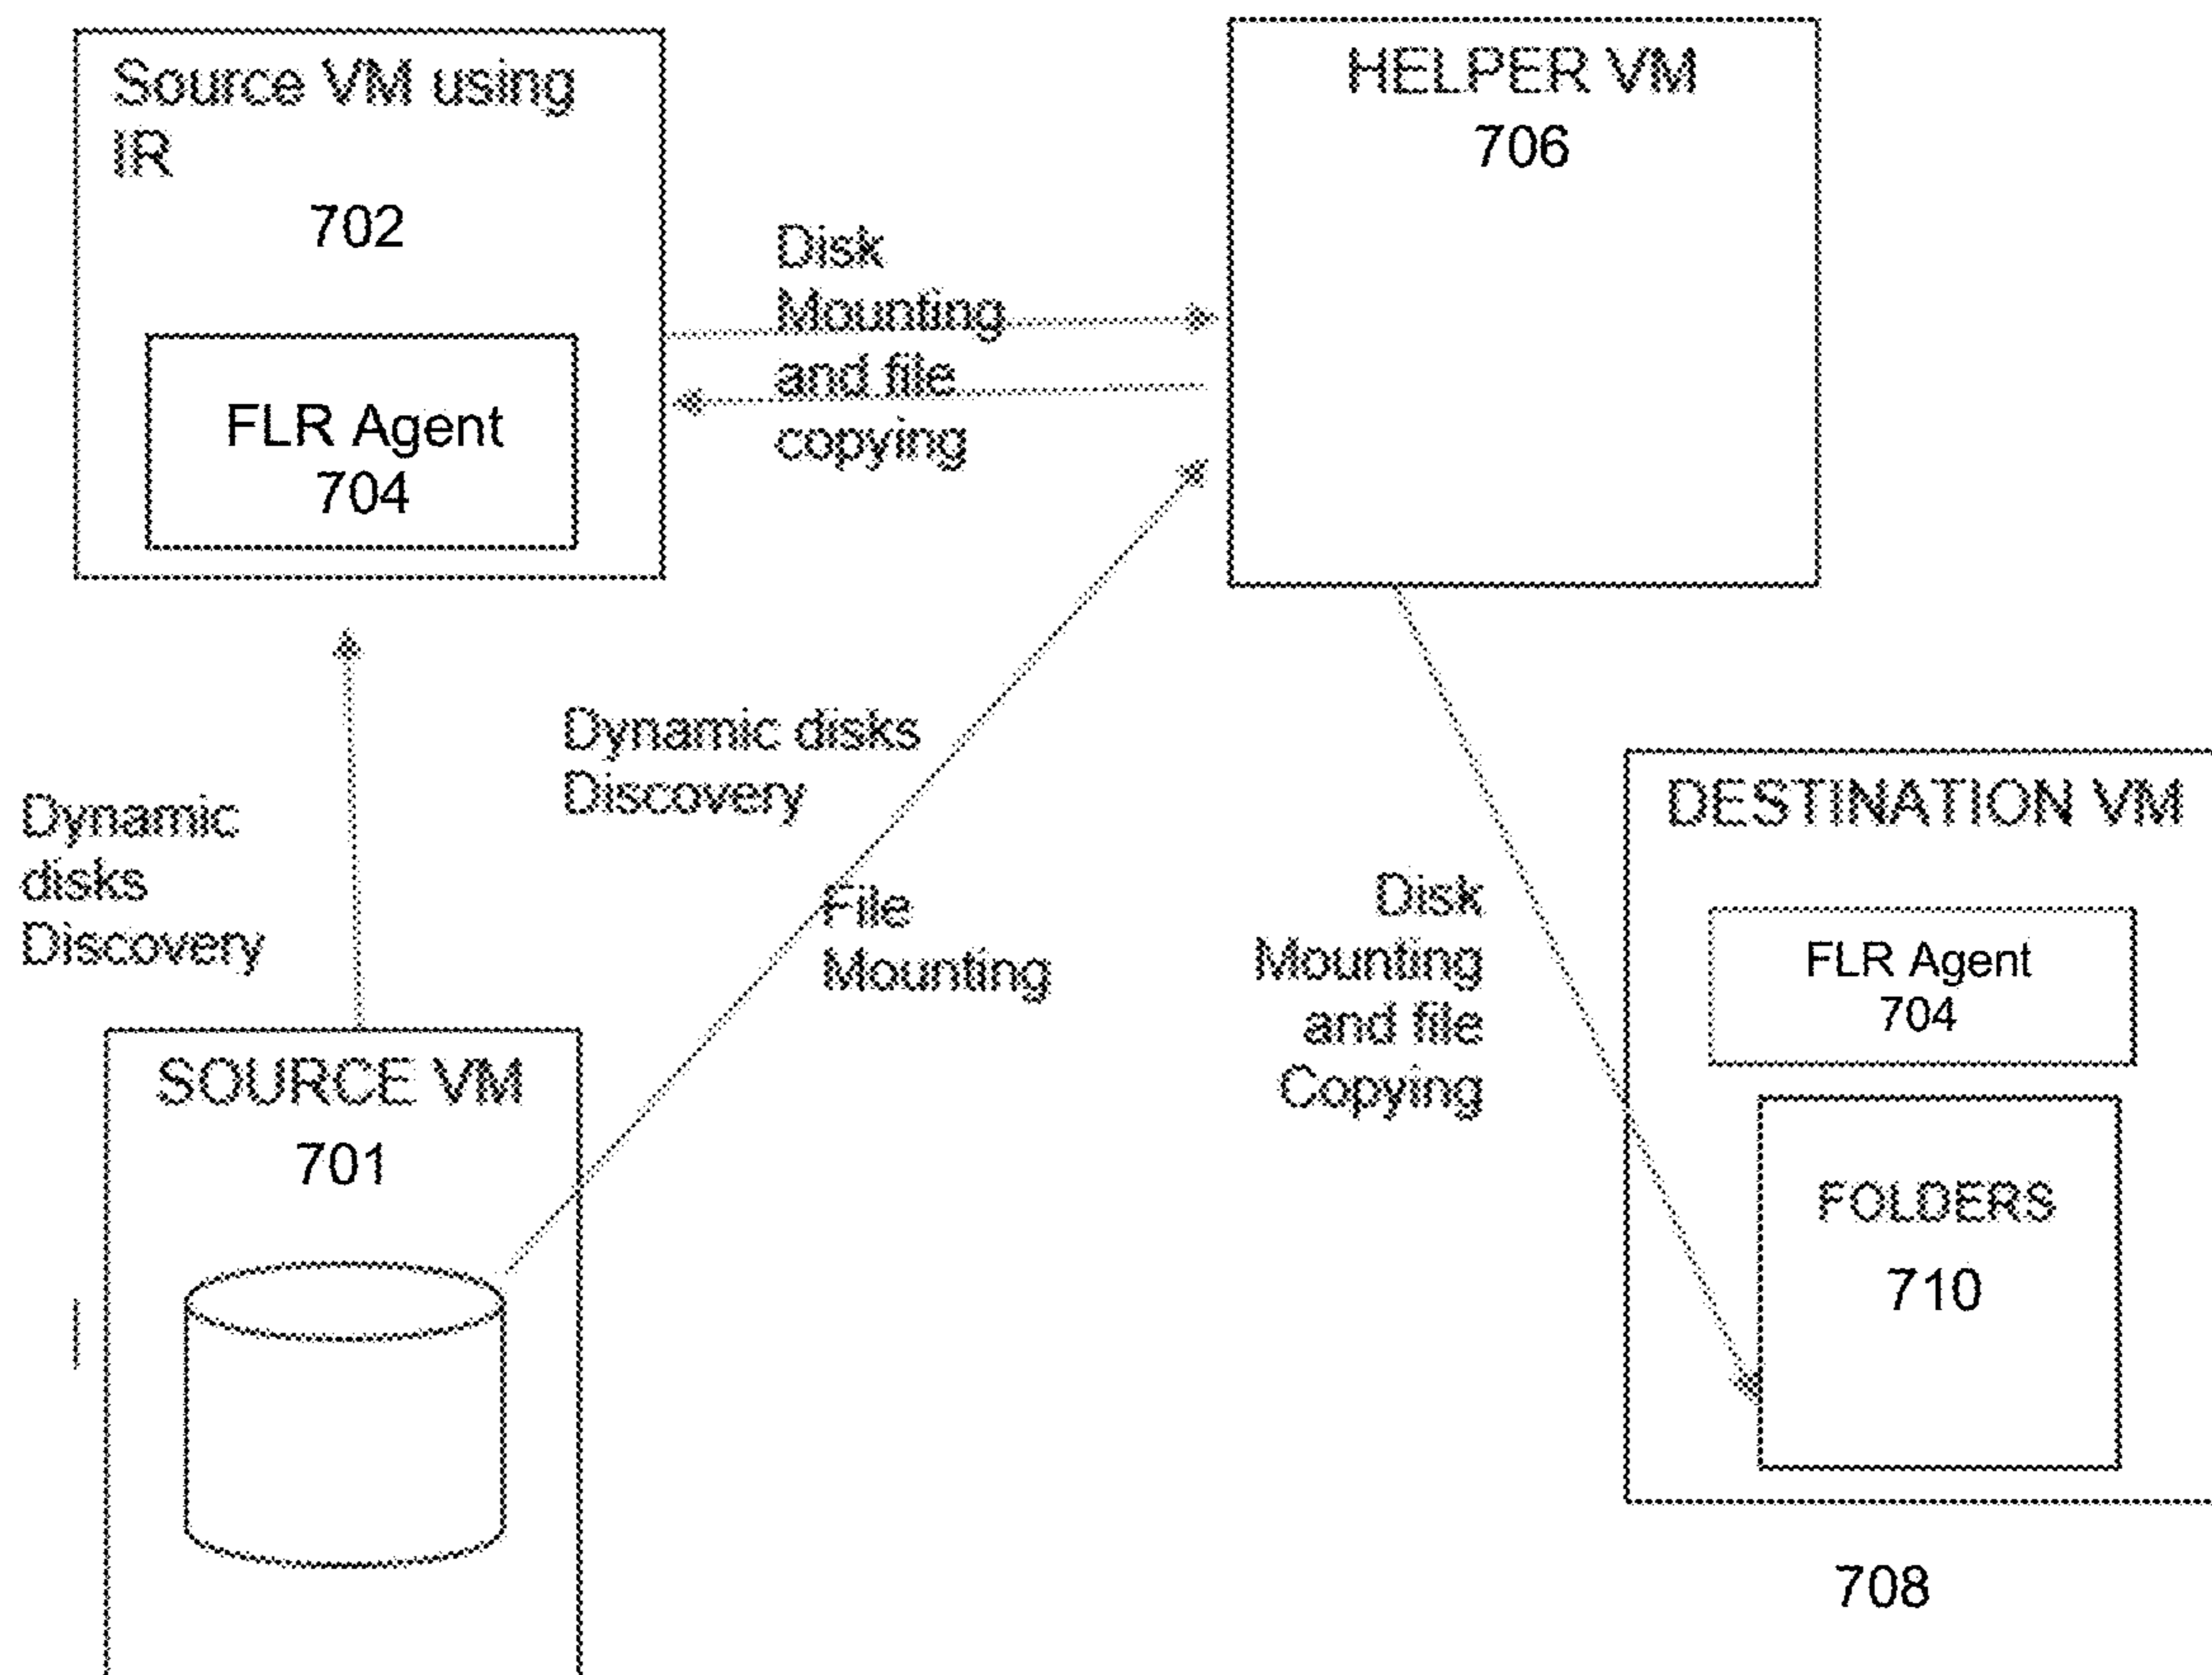 Source VM using
IR
702
FLR Agent
704
Disk
Mounting
and file
copying
HELPER VM
706
Dynamic
disks
Discovery
Dynamic disks
Discovery
File
Mounting
Disk
Mounting
and file
Copying
SOURCE VM
701
DESTINATION VM
FLR Agent
704
FOLDERS
710
708